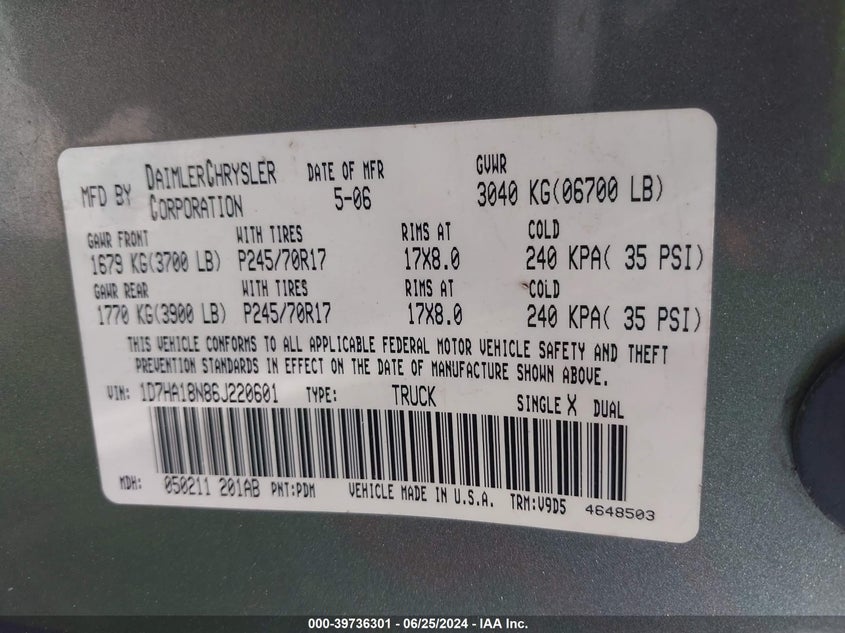 MFD BY DAIMLERCHRYSLER CORPORATION DATE OF MFR 5-06 GVWR 3040 KG(06700 LB)
GAWR FRONT WITH TIRES RIMS AT COLD
1679 KG(3700 LB) P245/70R17 17X8.0 240 KPA( 35 PSI)
GAWR REAR WITH TIRES RIMS AT COLD
1770 KG(3900 LB) P245/70R17 17X8.0 240 KPA( 35 PSI)
THIS VEHICLE CONFORMS TO ALL APPLICABLE FEDERAL MOTOR VEHICLE SAFETY AND THEFT
PREVENTION STANDARDS IN EFFECT ON THE DATE OF MANUFACTURE SHOWN ABOVE.
VIN: 1D7HA18N86J220601 TYPE: TRUCK SINGLE X DUAL
MDH: 050211 201AB PNT:PDM VEHICLE MADE IN U.S.A. TRM:V9D5 4648503
000-39736301 - 06/25/2024 - IAA Inc.